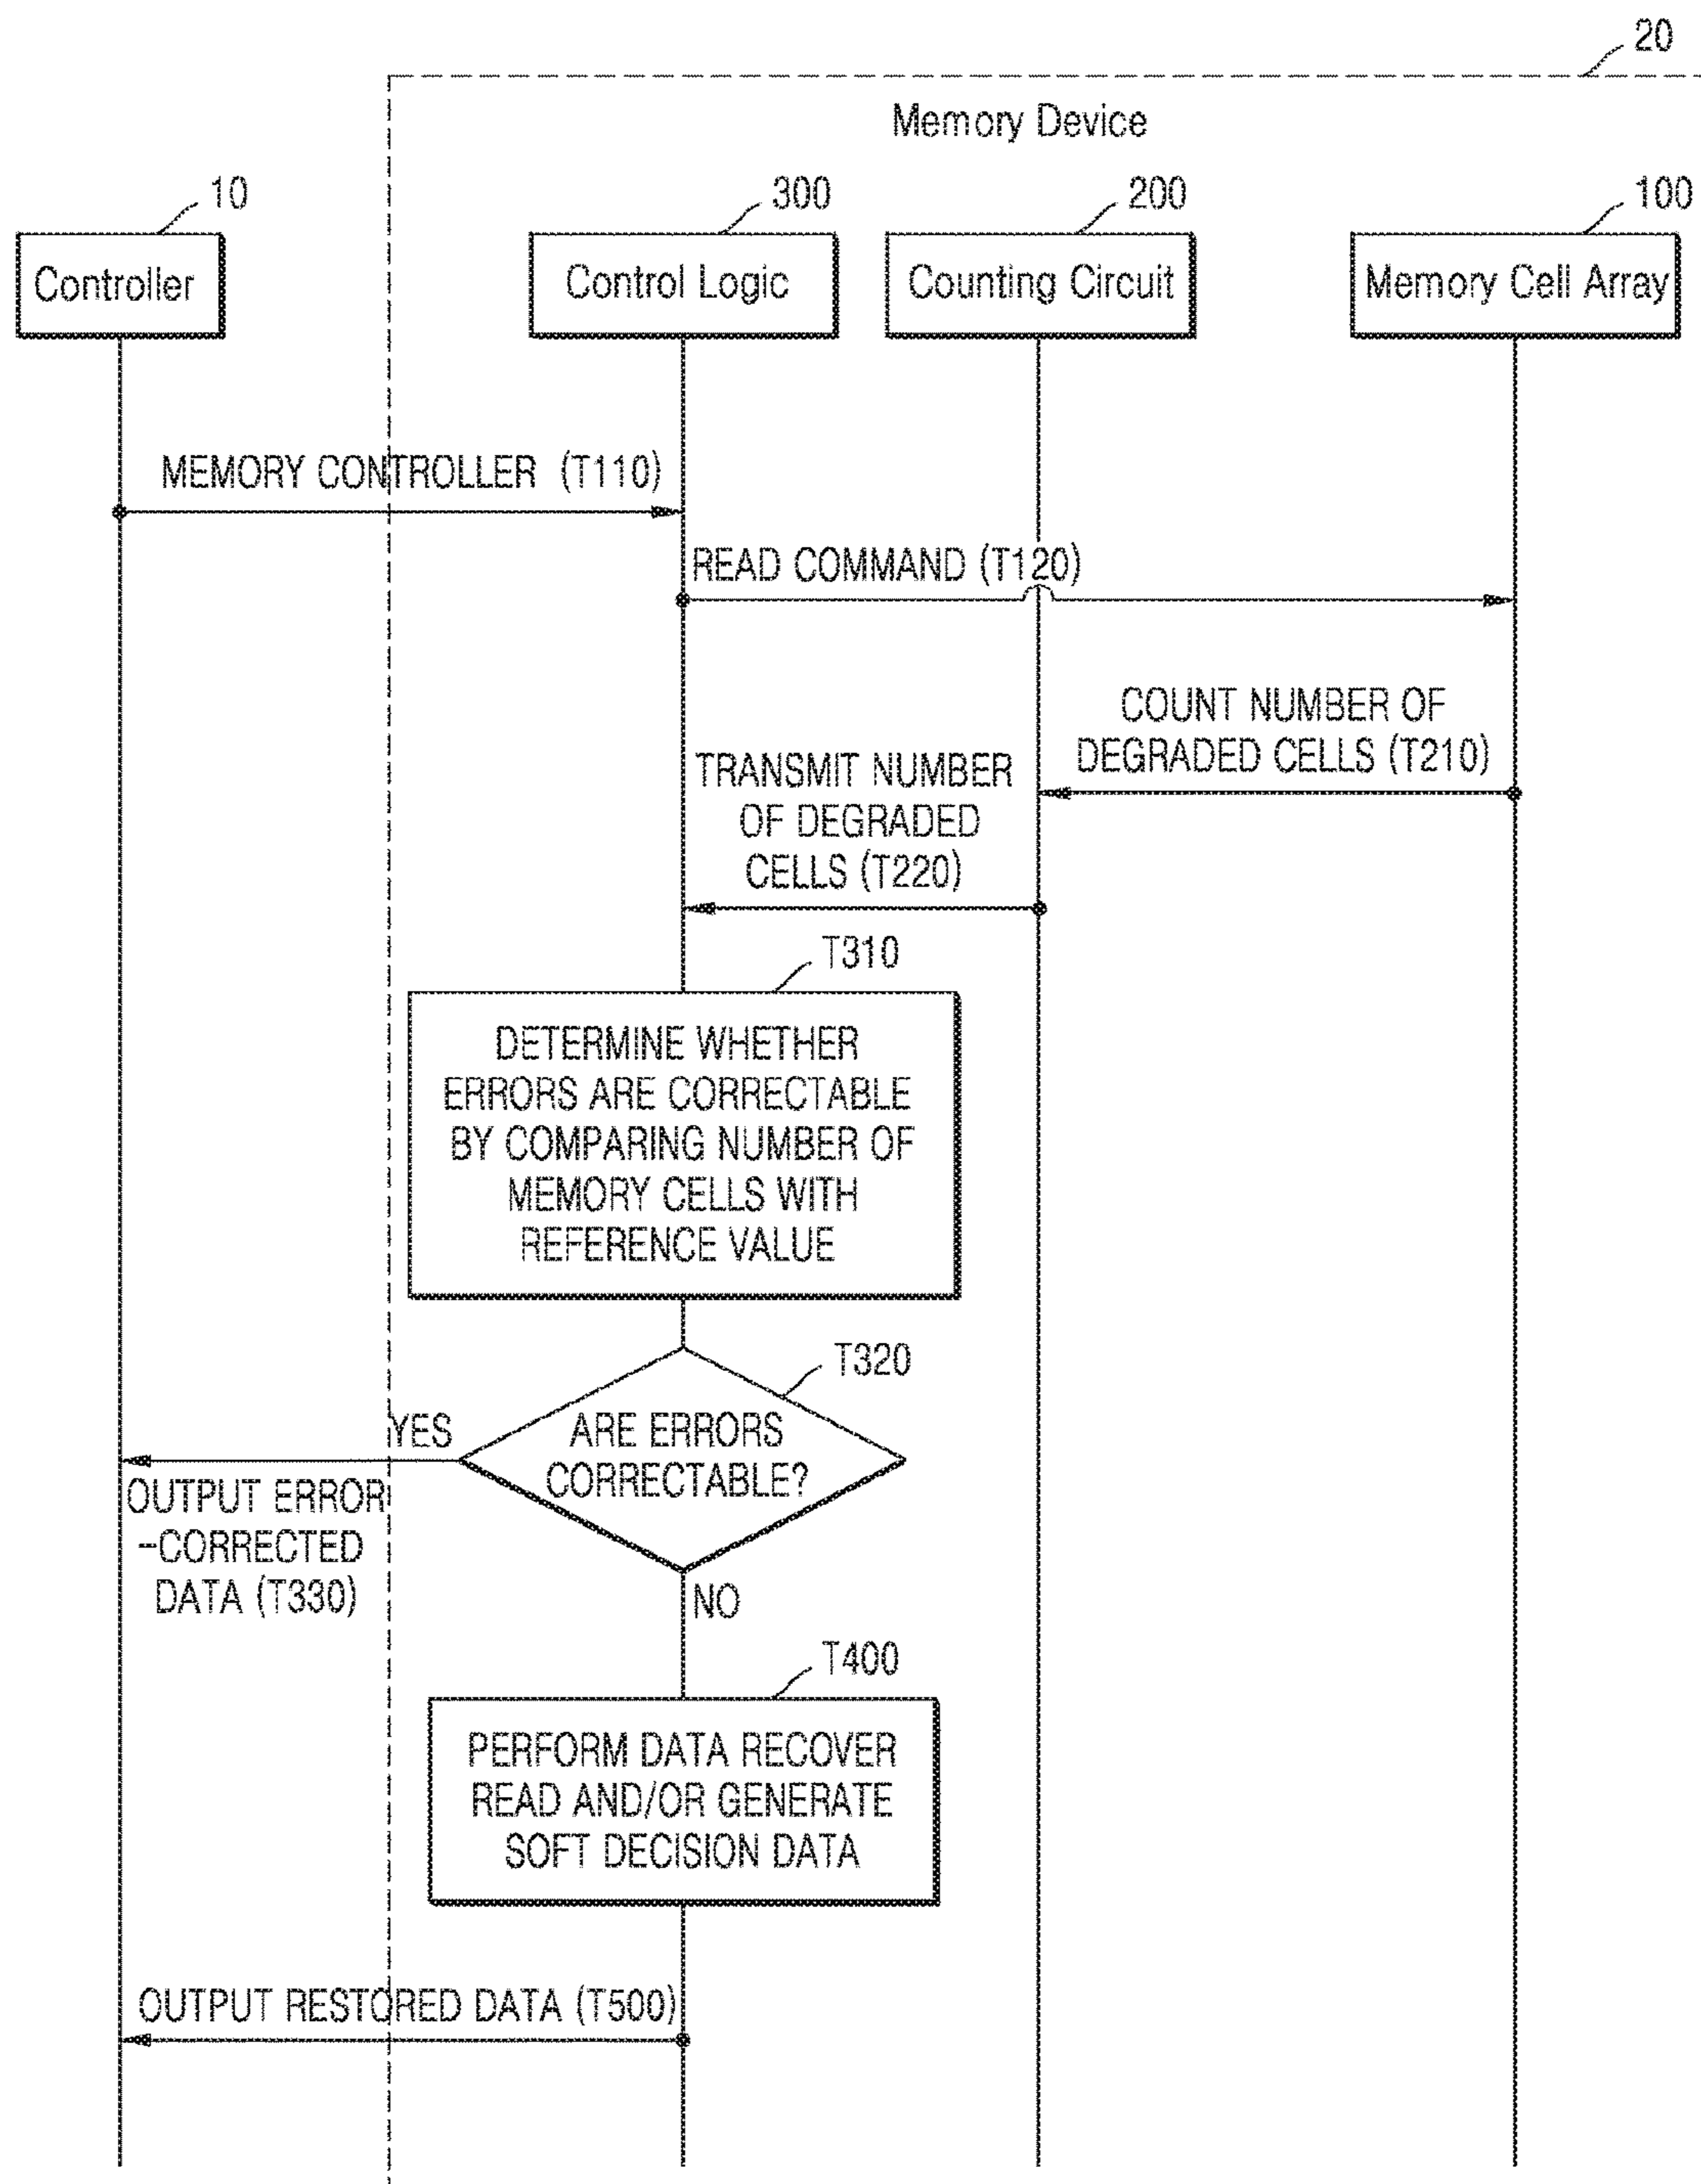 20
Memory Device
10
300
200
100
Controller
Control Logic
Counting Circuit
Memory Cell Array
MEMORY CONTROLLER (T110)
READ COMMAND (T120)
COUNT NUMBER OF
DEGRADED CELLS (T210)
TRANSMIT NUMBER
OF DEGRADED
CELLS (T220)
T310
DETERMINE WHETHER
ERRORS ARE CORRECTABLE
BY COMPARING NUMBER OF
MEMORY CELLS WITH
REFERENCE VALUE
T320
YES
ARE ERRORS
CORRECTABLE?
OUTPUT ERROR
-CORRECTED
DATA (T330)
NO
T400
PERFORM DATA RECOVER
READ AND/OR GENERATE
SOFT DECISION DATA
OUTPUT RESTORED DATA (T500)